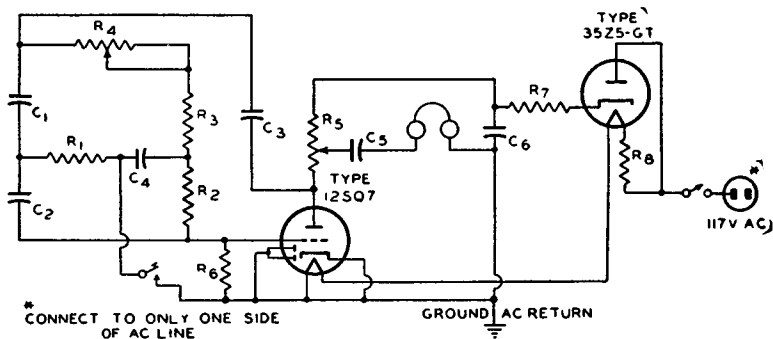 R4
TYPE
35Z5-GT
R7
C1
R3
C3
R5
C5
C6
R1
C4
R8
R2
TYPE
12SQ7
C2
*
117V AC
R6
*
CONNECT TO ONLY ONE SIDE
OF AC LINE
GROUND AC RETURN